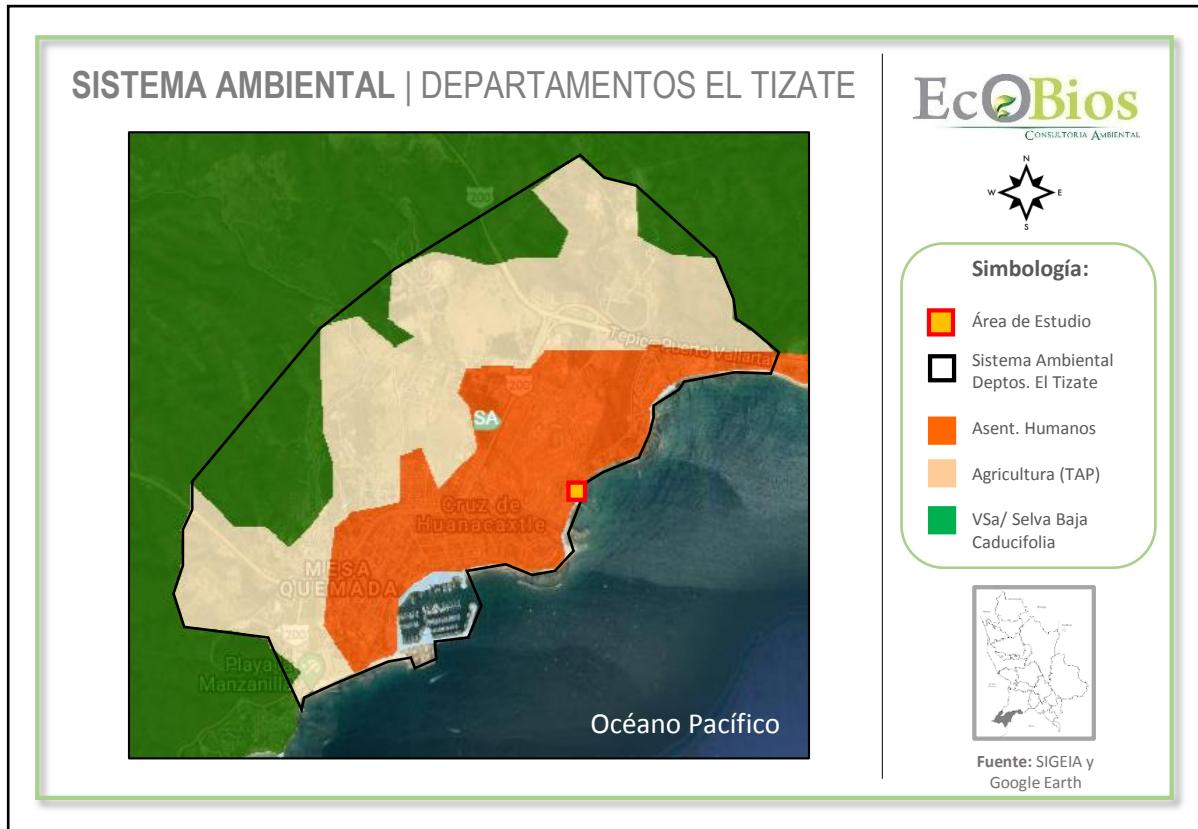 SISTEMA AMBIENTAL | DEPARTAMENTOS EL TIZATE
EcOBios
CONSULTORIA AMBIENTAL
N
W E
S
200
Tepic-Puerto Vallarta
200
SA
Cruz de
Huanacaxtle
MESA
QUEMADA
200
Playa la
Manzanilla
Océano Pacífico
Simbología:
Área de Estudio
Sistema Ambiental
Deptos. El Tizate
Asent. Humanos
Agricultura (TAP)
VSa/ Selva Baja
Caducifolia
Fuente: SIGEIA y
Google Earth